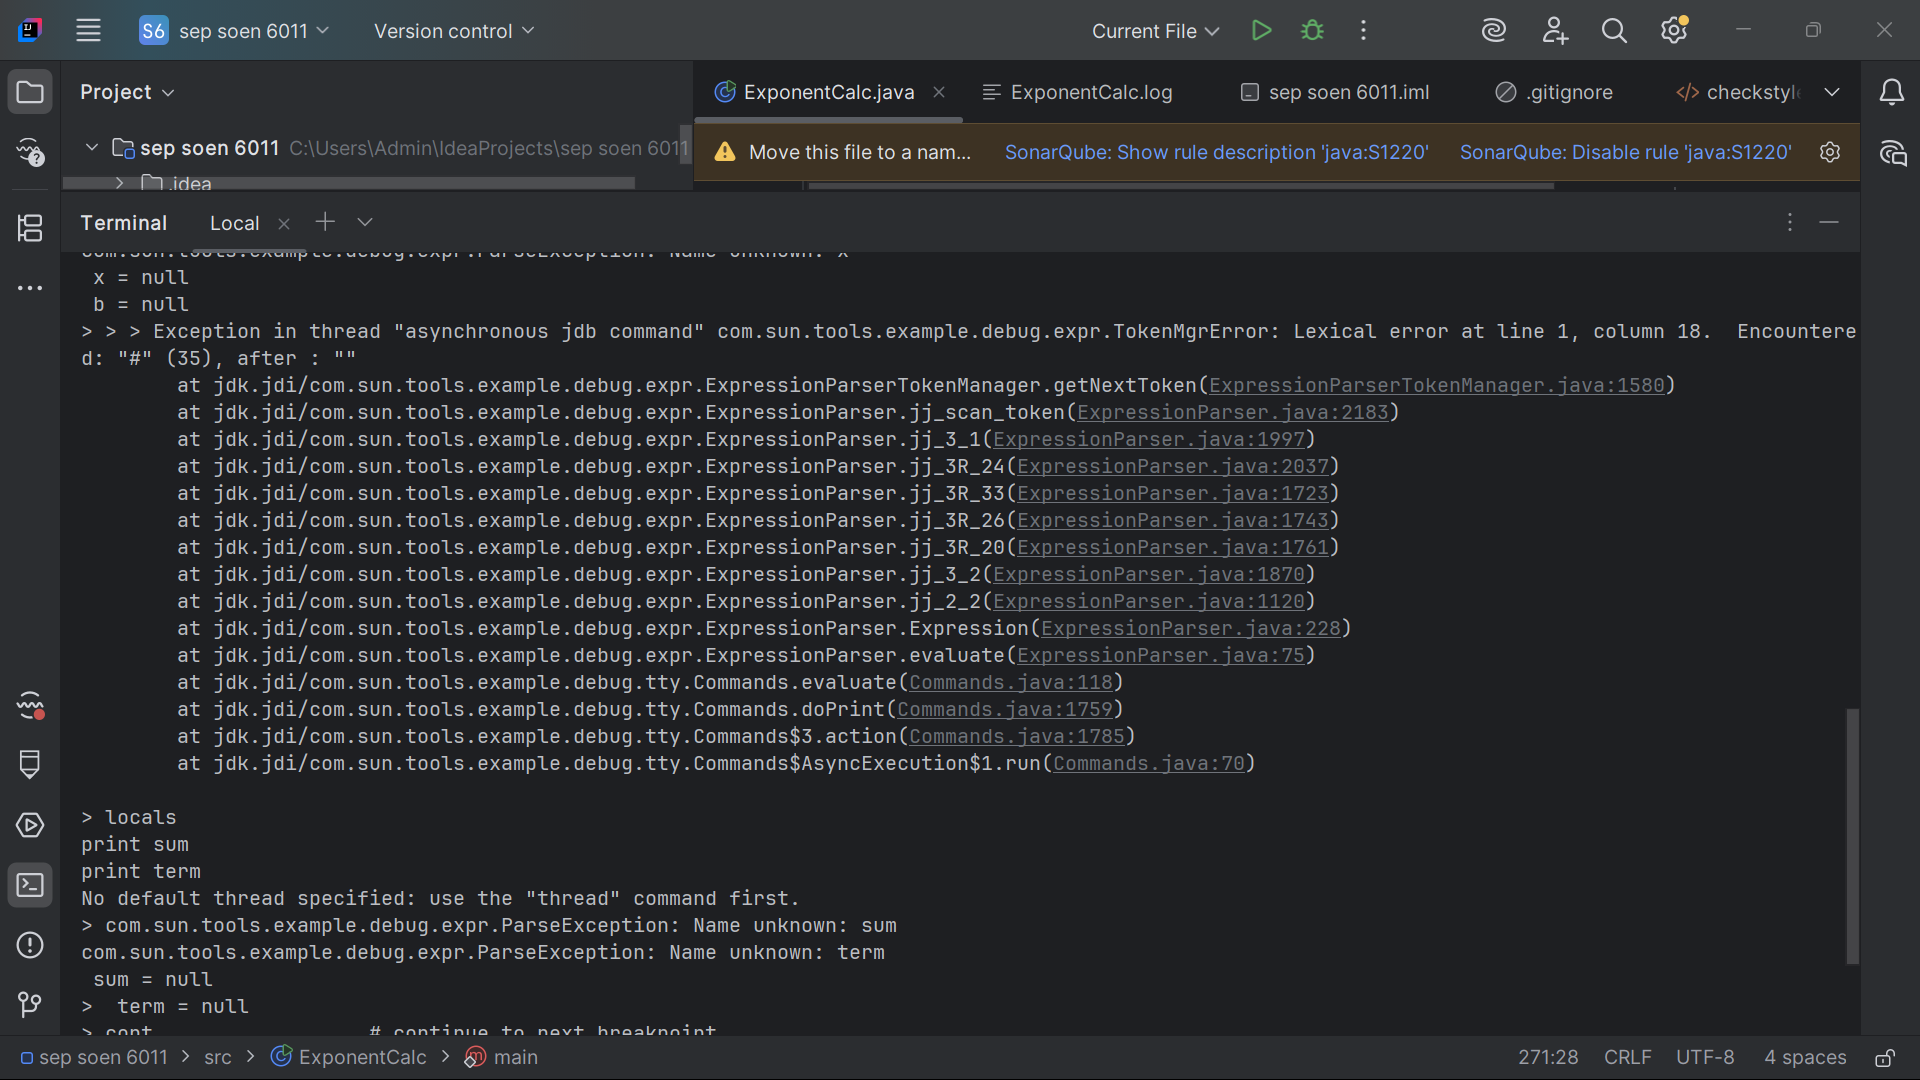 S6 sep soen 6011 Version control Current File
Project
ExponentCalc.java ExponentCalc.log sep soen 6011.iml .gitignore </> checkstyl
sep soen 6011 C:\Users\Admin\IdeaProjects\sep soen 6011
.idea
Move this file to a nam... SonarQube: Show rule description 'java:S1220' SonarQube: Disable rule 'java:S1220'
Terminal Local
com.sun.tools.example.debug.expr.ParseException: Name unknown: x
x = null
b = null
> > > Exception in thread "asynchronous jdb command" com.sun.tools.example.debug.expr.TokenMgrError: Lexical error at line 1, column 18.  Encountere
d: "#" (35), after : ""
at jdk.jdi/com.sun.tools.example.debug.expr.ExpressionParserTokenManager.getNextToken(ExpressionParserTokenManager.java:1580)
at jdk.jdi/com.sun.tools.example.debug.expr.ExpressionParser.jj_scan_token(ExpressionParser.java:2183)
at jdk.jdi/com.sun.tools.example.debug.expr.ExpressionParser.jj_3_1(ExpressionParser.java:1997)
at jdk.jdi/com.sun.tools.example.debug.expr.ExpressionParser.jj_3R_24(ExpressionParser.java:2037)
at jdk.jdi/com.sun.tools.example.debug.expr.ExpressionParser.jj_3R_33(ExpressionParser.java:1723)
at jdk.jdi/com.sun.tools.example.debug.expr.ExpressionParser.jj_3R_26(ExpressionParser.java:1743)
at jdk.jdi/com.sun.tools.example.debug.expr.ExpressionParser.jj_3R_20(ExpressionParser.java:1761)
at jdk.jdi/com.sun.tools.example.debug.expr.ExpressionParser.jj_3_2(ExpressionParser.java:1870)
at jdk.jdi/com.sun.tools.example.debug.expr.ExpressionParser.jj_2_2(ExpressionParser.java:1120)
at jdk.jdi/com.sun.tools.example.debug.expr.ExpressionParser.Expression(ExpressionParser.java:228)
at jdk.jdi/com.sun.tools.example.debug.expr.ExpressionParser.evaluate(ExpressionParser.java:75)
at jdk.jdi/com.sun.tools.example.debug.tty.Commands.evaluate(Commands.java:118)
at jdk.jdi/com.sun.tools.example.debug.tty.Commands.doPrint(Commands.java:1759)
at jdk.jdi/com.sun.tools.example.debug.tty.Commands$3.action(Commands.java:1785)
at jdk.jdi/com.sun.tools.example.debug.tty.Commands$AsyncExecution$1.run(Commands.java:70)
> locals
print sum
print term
No default thread specified: use the "thread" command first.
> com.sun.tools.example.debug.expr.ParseException: Name unknown: sum
com.sun.tools.example.debug.expr.ParseException: Name unknown: term
sum = null
>  term = null
> cont # continue to next breakpoint
sep soen 6011 > src > ExponentCalc > main 271:28 CRLF UTF-8 4 spaces